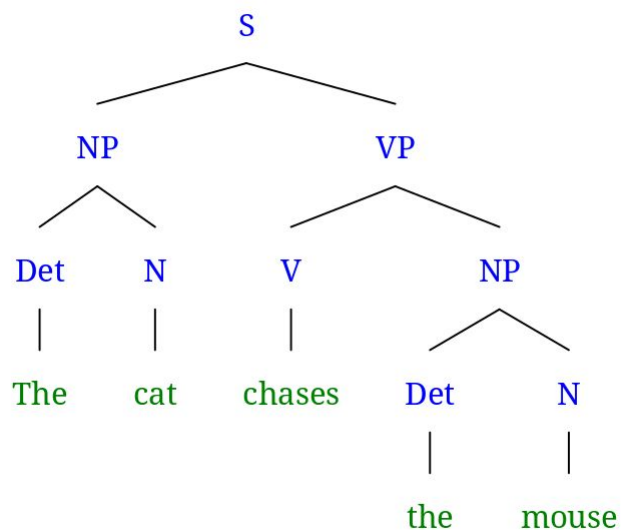 S
NP VP
Det N V NP
The cat chases Det N
the mouse